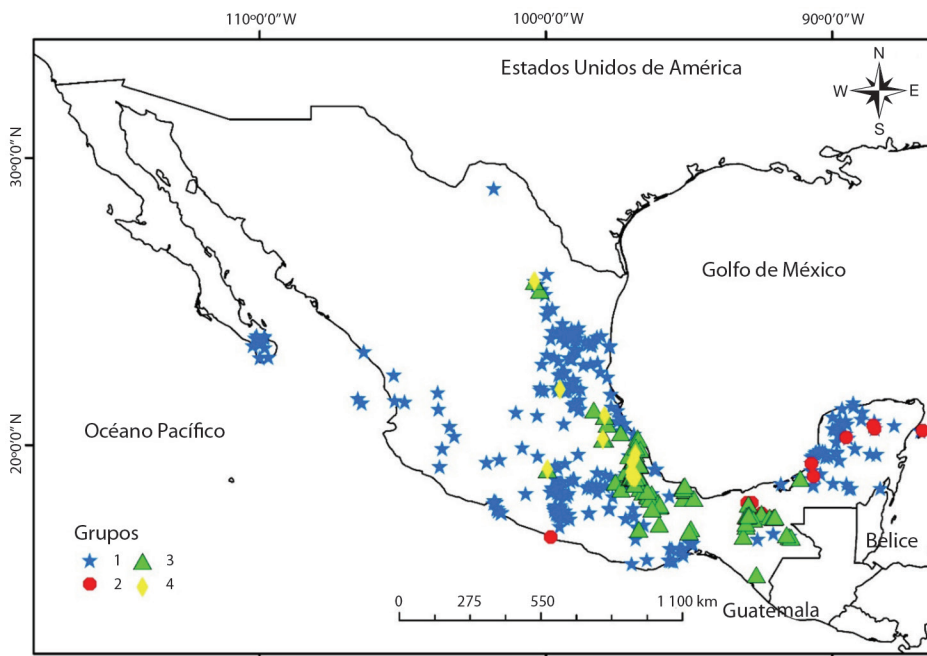 110º0'0"W 100º0'0"W 90º0'0"W
Estados Unidos de América
N
W E
S
30º0'0"N
Golfo de México
Océano Pacífico
20º0'0"N
Grupos
1 3
2 4
Belice
0 275 550 1 100 km
Guatemala